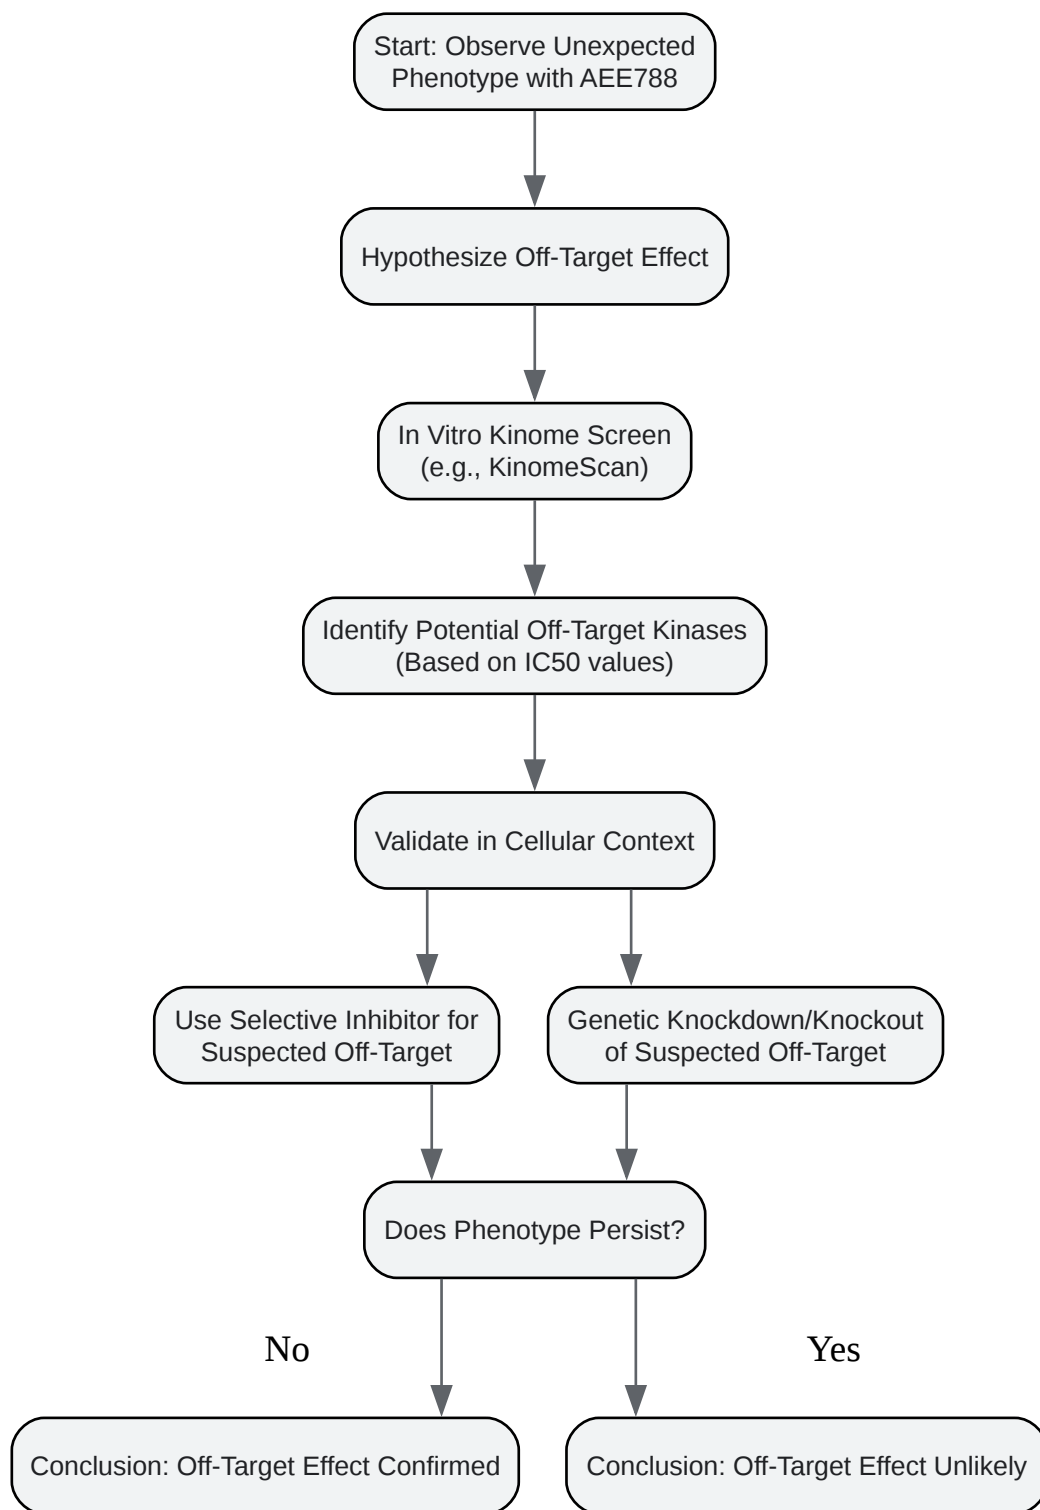 Start: Observe Unexpected
Phenotype with AEE788
Hypothesize Off-Target Effect
In Vitro Kinome Screen
(e.g., KinomeScan)
Identify Potential Off-Target Kinases
(Based on IC50 values)
Validate in Cellular Context
Use Selective Inhibitor for
Suspected Off-Target
Genetic Knockdown/Knockout
of Suspected Off-Target
Does Phenotype Persist?
No
Yes
Conclusion: Off-Target Effect Confirmed
Conclusion: Off-Target Effect Unlikely